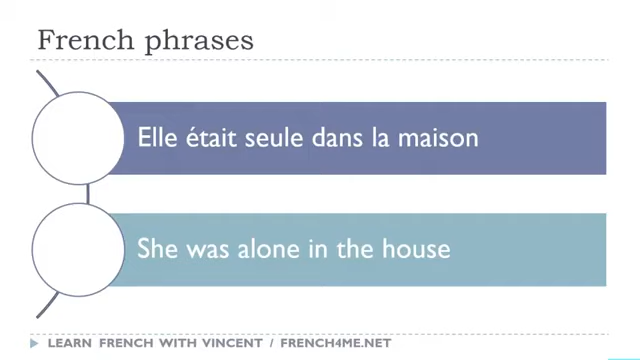 French phrases
Elle était seule dans la maison
She was alone in the house
LEARN FRENCH WITH VINCENT / FRENCH4ME.NET